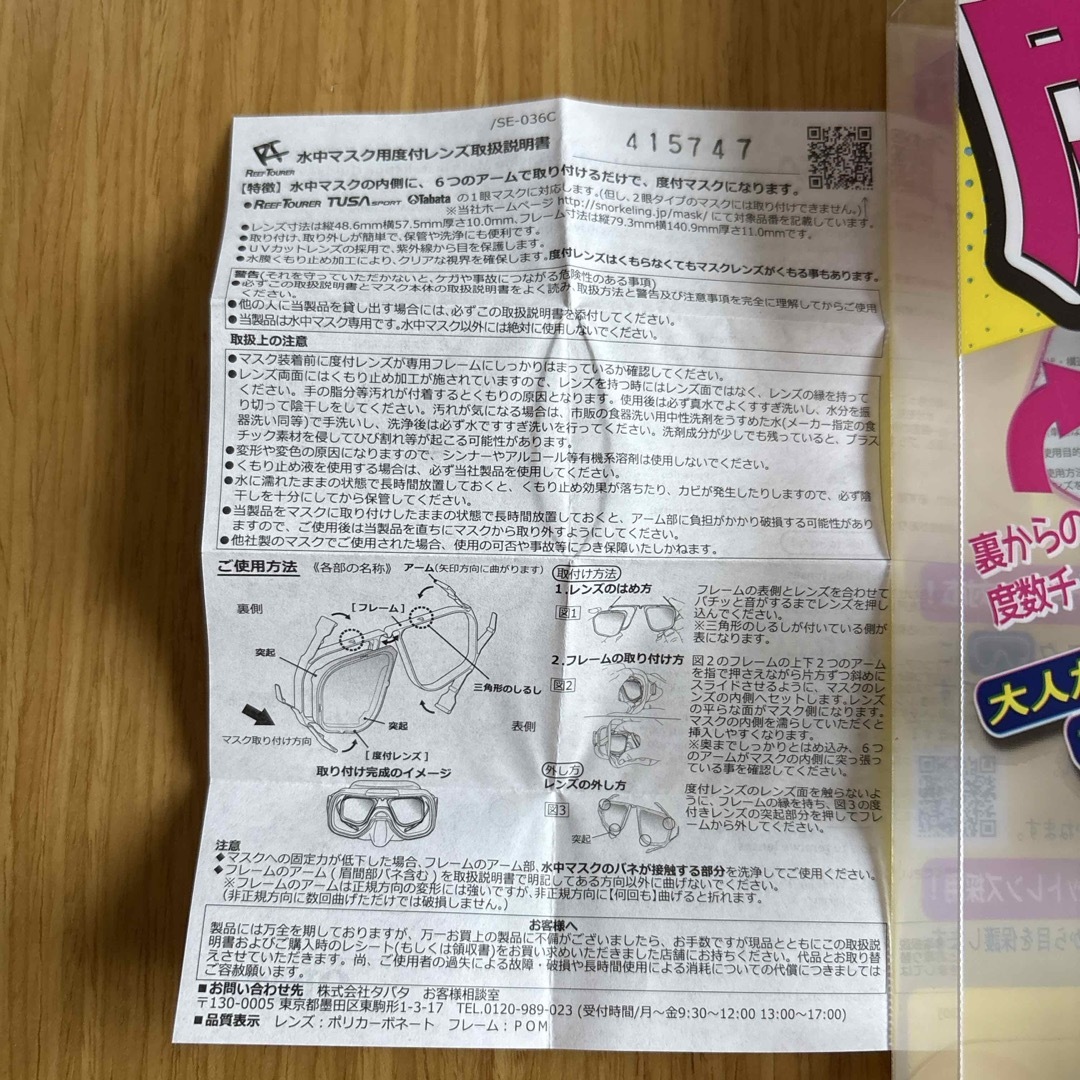 /SE-036C
REEF TOURER
水中マスク用度付レンズ取扱説明書
415747
【特徴】水中マスクの内側に、6つのアームで取り付けるだけで、度付マスクになります。
●REEF TOURER TUSA SPORT Tabata の1眼マスクに対応します。(但し、2眼タイプのマスクには取り付けできません。)
※当社ホームページ http://snorkeling.jp/mask/ にて対象品番を記載しています。
●レンズ寸法は縦48.6mm横57.5mm厚さ10.0mm、フレーム寸法は縦79.3mm横140.9mm厚さ11.0mmです。
●取り付け、取り外しが簡単で、保管や洗浄にも便利です。
●UVカットレンズの採用で、紫外線から目を保護します。
●水膜くもり止め加工により、クリアな視界を確保します。度付レンズはくもらなくてもマスクレンズがくもる事もあります。
警告(それを守っていただかないと、ケガや事故につながる危険性のある事項)
●必ずこの取扱説明書とマスク本体の取扱説明書をよく読み、取扱方法と警告及び注意事項を完全に理解してからご使用
ください。
●他の人に当製品を貸し出す場合には、必ずこの取扱説明書を添付してください。
●当製品は水中マスク専用です。水中マスク以外には絶対に使用しないでください。
取扱上の注意
●マスク装着前に度付レンズが専用フレームにしっかりはまっているか確認してください。
●レンズ両面にはくもり止め加工が施されていますので、レンズを持つ時にはレンズ面ではなく、レンズの縁を持って
ください。手の脂分等汚れが付着するとくもりの原因となります。使用後は必ず真水でよくすすぎ洗いし、水分を振
り切って陰干しをしてください。汚れが気になる場合は、市販の食器洗い用中性洗剤をうすめた水(メーカー指定の食
器洗い同等)で手洗いし、洗浄後は必ず水ですすぎ洗いを行ってください。洗剤成分が少しでも残っていると、プラス
チック素材を侵してひび割れ等が起こる可能性があります。
●変形や変色の原因になりますので、シンナーやアルコール等有機系溶剤は使用しないでください。
●くもり止め液を使用する場合は、必ず当社製品を使用してください。
●水に濡れたままの状態で長時間放置しておくと、くもり止め効果が落ちたり、カビが発生したりしますので、必ず陰
干しを十分にしてから保管してください。
●当製品をマスクに取り付けしたままの状態で長時間放置しておくと、アーム部に負担がかかり破損する可能性があり
ますので、ご使用後は当製品を直ちにマスクから取り外すようにしてください。
●他社製のマスクでご使用された場合、使用の可否や事故等につき保障いたしかねます。
ご使用方法 《各部の名称》 アーム(矢印方向に曲がります)
裏側
[フレーム]
突起
三角形のしるし
突起
表側
マスク取り付け方向
[度付レンズ]
取り付け完成のイメージ
取付け方法
1.レンズのはめ方
図1
フレームの表側とレンズを合わせて
パチッと音がするまでレンズを押し
込んでください。
※三角形のしるしが付いている側が
表になります。
2.フレームの取り付け方
図2
図2のフレームの上下2つのアーム
を指で押さえながら片方ずつ斜めに
スライドさせるように、マスクのレ
ンズの内側へセットします。レンズ
の平らな面がマスク側になります。
マスクの内側を濡らしていただくと
挿入しやすくなります。
※奥までしっかりとはめ込み、6つ
のアームがマスクの内側に突っ張っ
ている事を確認してください。
外し方
レンズの外し方
図3
突起
度付レンズのレンズ面を触らないよ
うに、フレームの縁を持ち、図3の度
付きレンズの突起部分を押してフレ
ームから外してください。
注意
◆マスクへの固定力が低下した場合、フレームのアーム部、水中マスクのバネが接触する部分を洗浄してご使用ください。
◆フレームのアーム(眉間部バネ含む)を取扱説明書で明記してある方向以外に曲げないでください。
※フレームのアームは正規方向の変形には強いですが、非正規方向に【何回も】曲げると折れます。
(非正規方向に数回曲げただけでは破損しません。)
お客様へ
製品には万全を期しておりますが、万一お買上の製品に不備がございましたら、お手数ですが現品とともにこの取扱説
明書およびご購入時のレシート(もしくは領収書)をお買い求めいただきました店舗にお持ちください。代品とお取り替
えさせていただきます。尚、ご使用者の過失による故障・破損や長時間使用による消耗についての代償につきましては
ご容赦願います。
■お問い合わせ先 株式会社タバタ お客様相談室
〒130-0005 東京都墨田区東駒形1-3-17 TEL.0120-989-023 (受付時間/月～金9:30～12:00 13:00～17:00)
■品質表示 レンズ:ポリカーボネート フレーム:POM
裏からの
度数チ
大人